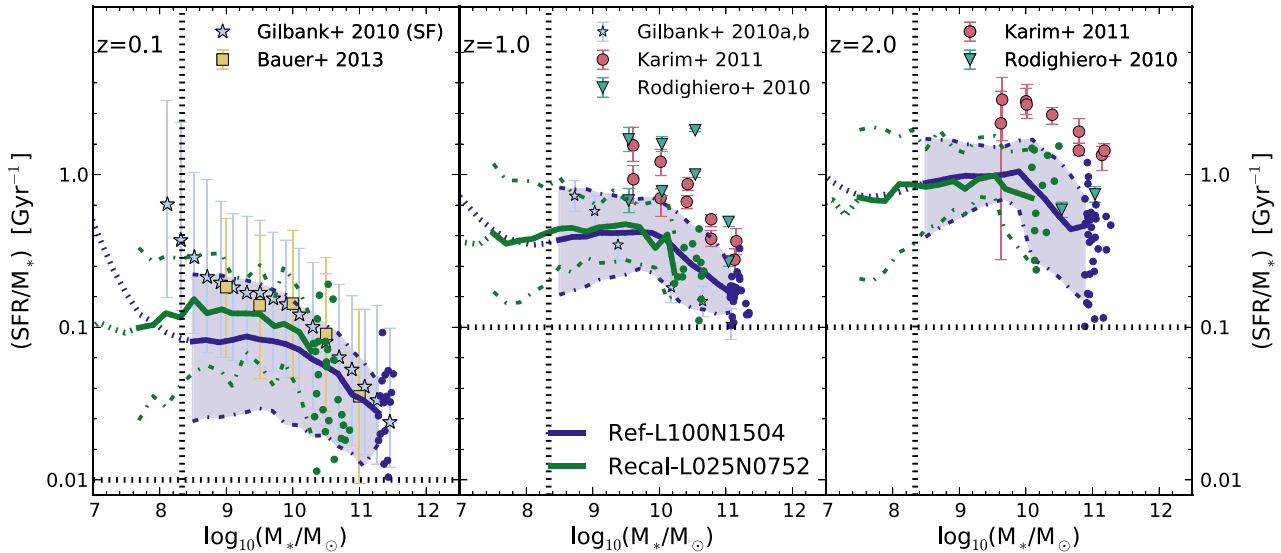 z=0.1
Gilbank+ 2010 (SF)
Bauer+ 2013
z=1.0
Gilbank+ 2010a,b
Karim+ 2011
Rodighiero+ 2010
z=2.0
Karim+ 2011
Rodighiero+ 2010
(SFR/M*) [Gyr⁻¹]
1.0
0.1
0.01
Ref-L100N1504
Recal-L025N0752
1.0
0.1
0.01
(SFR/M*) [Gyr⁻¹]
7 8 9 10 11 12
7 8 9 10 11 12
7 8 9 10 11 12
log₁₀(M*/M⊙)
log₁₀(M*/M⊙)
log₁₀(M*/M⊙)